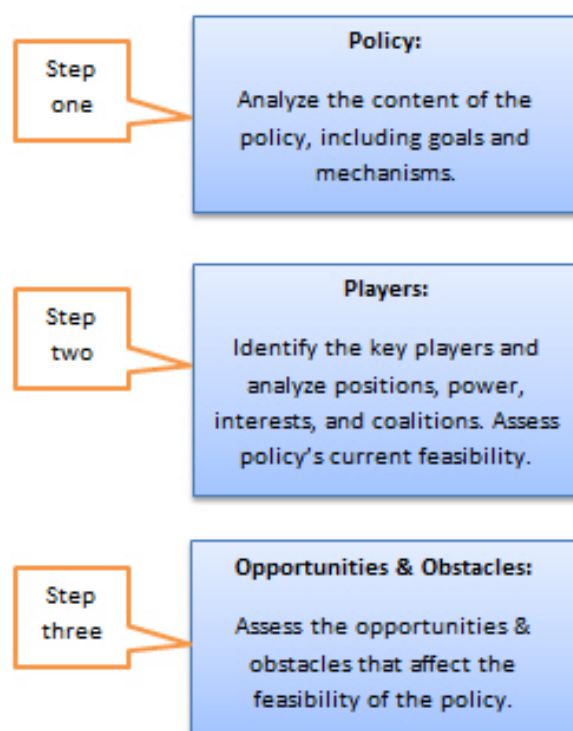 Step
one
Policy:
Analyze the content of the
policy, including goals and
mechanisms.
Step
two
Players:
Identify the key players and
analyze positions, power,
interests, and coalitions. Assess
policy's current feasibility.
Step
three
Opportunities & Obstacles:
Assess the opportunities &
obstacles that affect the
feasibility of the policy.